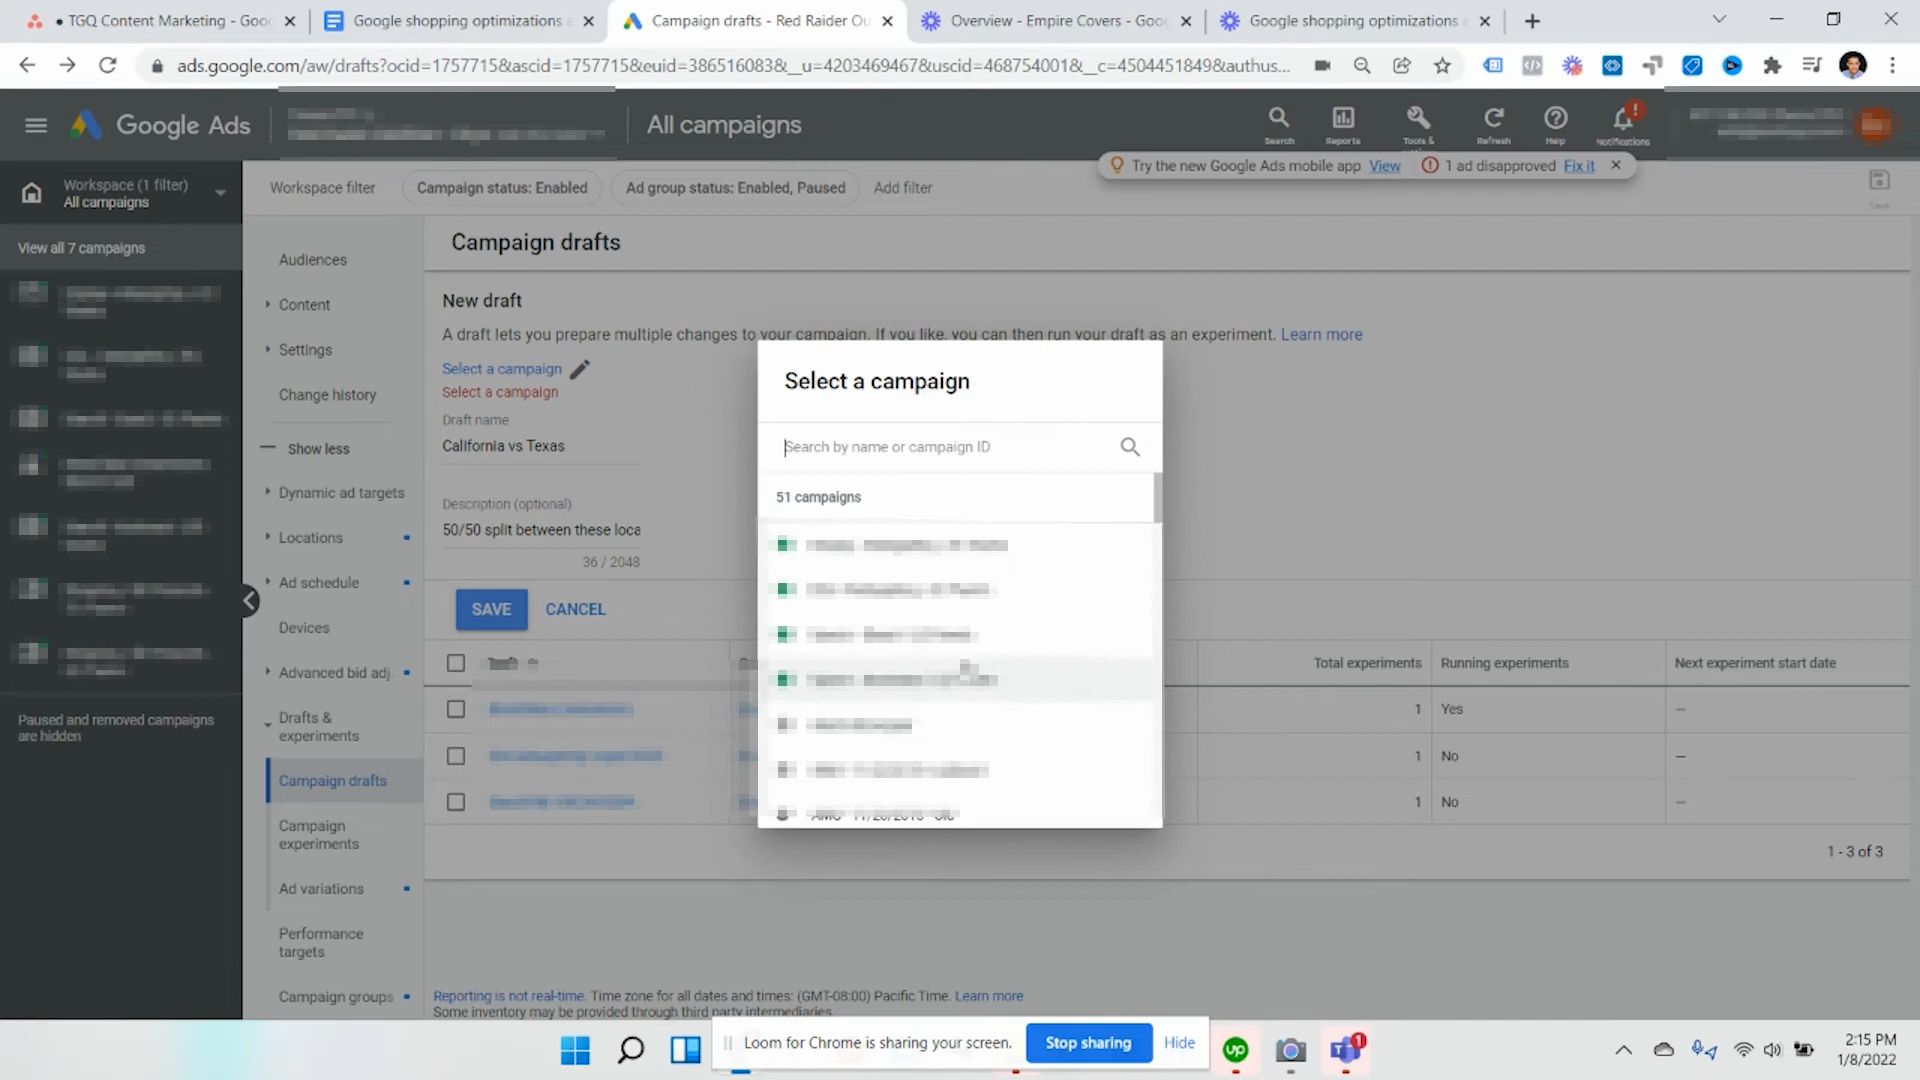 TGQ Content Marketing - Goo
Google shopping optimizations a
Campaign drafts - Red Raider Ou
Overview - Empire Covers - Goog
Google shopping optimizations a
ads.google.com/aw/drafts?ocid=1757715&ascid=1757715&euid=386516083&__u=4203469467&uscid=468754001&__c=4504451849&authus...
Google Ads
All campaigns
Search
Reports
Tools &
Refresh
Help
Notifications
Try the new Google Ads mobile app View
1 ad disapproved Fix it
Workspace (1 filter)
All campaigns
Workspace filter
Campaign status: Enabled
Ad group status: Enabled, Paused
Add filter
Save
View all 7 campaigns
Paused and removed campaigns
are hidden
Audiences
Content
Settings
Change history
Show less
Dynamic ad targets
Locations
Ad schedule
Devices
Advanced bid adj.
Drafts &
experiments
Campaign drafts
Campaign
experiments
Ad variations
Performance
targets
Campaign groups
Campaign drafts
New draft
A draft lets you prepare multiple changes to your campaign. If you like, you can then run your draft as an experiment. Learn more
Select a campaign
Select a campaign
Draft name
California vs Texas
Description (optional)
50/50 split between these loca
36 / 2048
SAVE
CANCEL
Select a campaign
Search by name or campaign ID
51 campaigns
Total experiments
Running experiments
Next experiment start date
1
Yes
–
1
No
–
1
No
–
1 - 3 of 3
Reporting is not real-time. Time zone for all dates and times: (GMT-08:00) Pacific Time. Learn more
Some inventory may be provided through third party intermediaries.
Loom for Chrome is sharing your screen.
Stop sharing
Hide
up
1
2:15 PM
1/8/2022